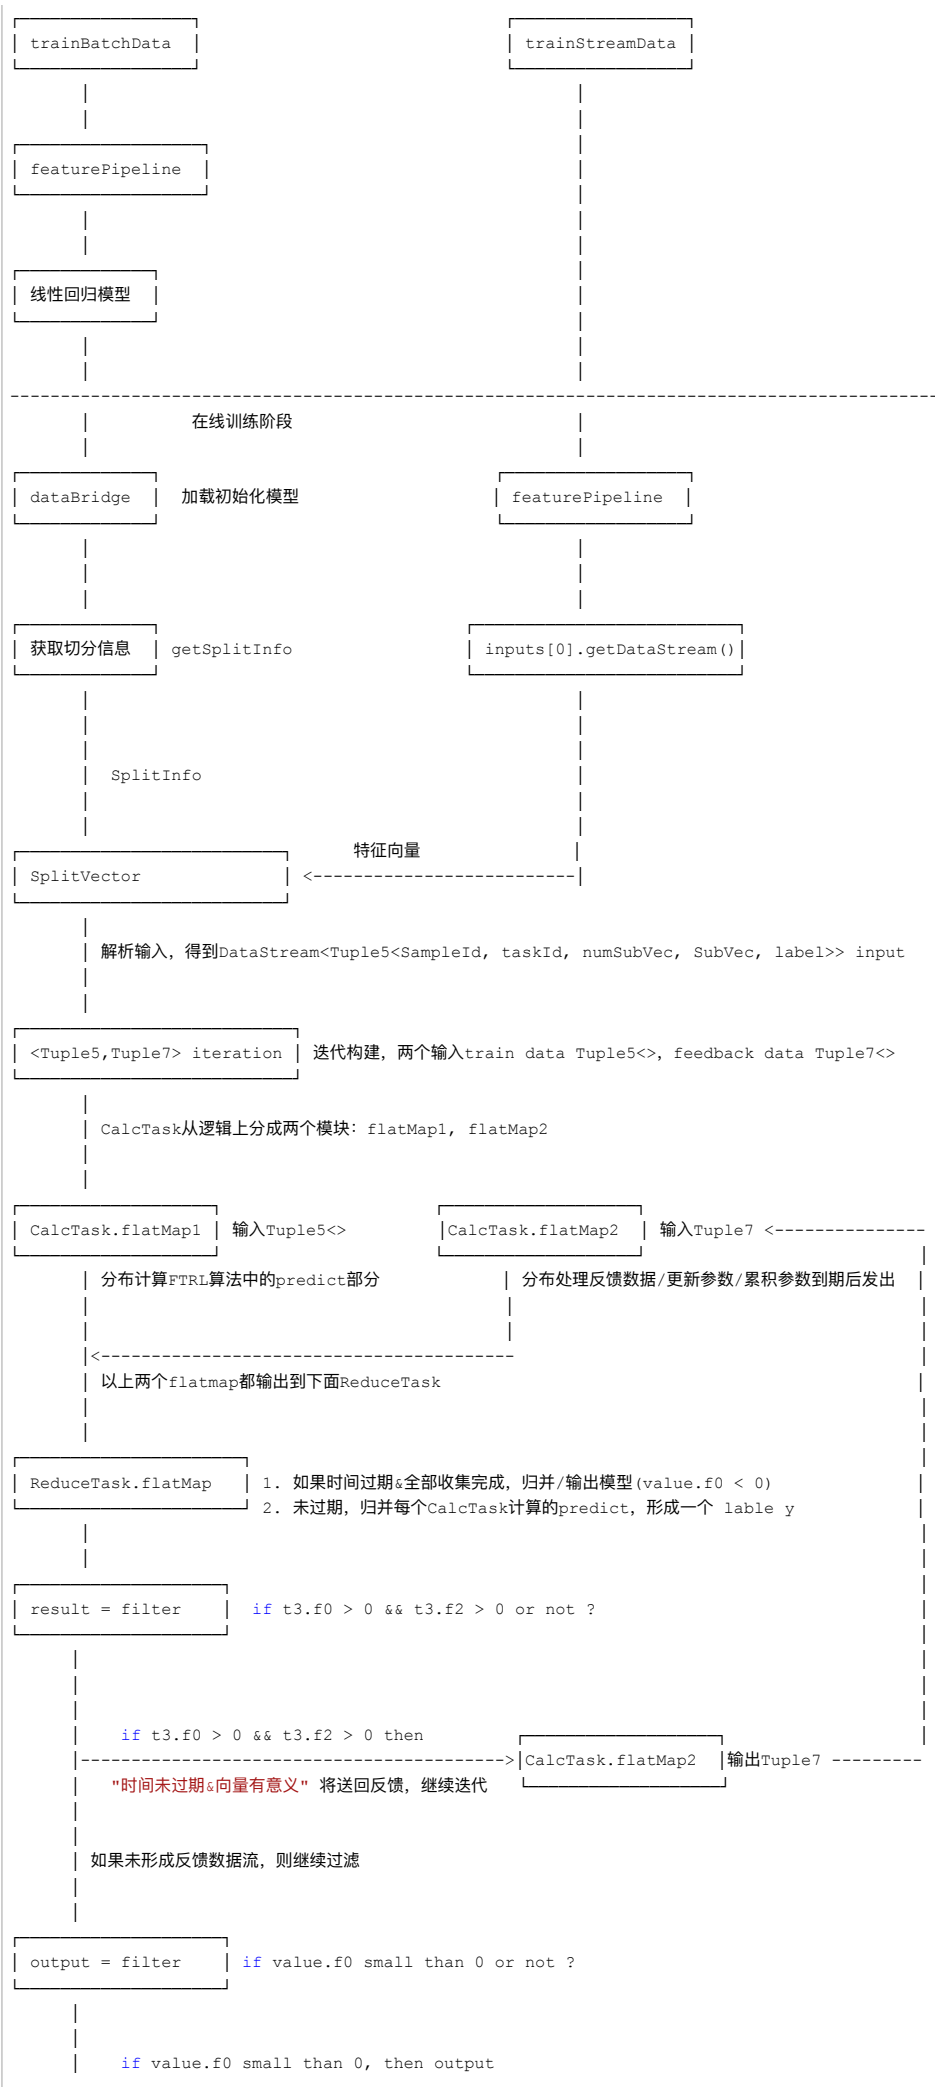 trainBatchData
trainStreamData
featurePipeline
线性回归模型
在线训练阶段
dataBridge 加载初始化模型
featurePipeline
获取切分信息 getSplitInfo
inputs[0].getDataStream()
SplitInfo
特征向量
SplitVector <--------------------------
解析输入，得到DataStream<Tuple5<SampleId, taskId, numSubVec, SubVec, label>> input
<Tuple5,Tuple7> iteration 迭代构建，两个输入train data Tuple5<>，feedback data Tuple7<>
CalcTask从逻辑上分成两个模块：flatMap1, flatMap2
CalcTask.flatMap1 输入Tuple5<>
CalcTask.flatMap2 输入Tuple7 <---------------
分布计算FTRL算法中的predict部分
分布处理反馈数据/更新参数/累积参数到期后发出
<-----------------------------------------
以上两个flatmap都输出到下面ReduceTask
ReduceTask.flatMap 1. 如果时间过期&全部收集完成，归并/输出模型(value.f0 < 0)
2. 未过期，归并每个CalcTask计算的predict，形成一个 lable y
result = filter if t3.f0 > 0 && t3.f2 > 0 or not ?
if t3.f0 > 0 && t3.f2 > 0 then
------------------------------------------>
CalcTask.flatMap2 输出Tuple7 ---------
"时间未过期&向量有意义" 将送回反馈，继续迭代
如果未形成反馈数据流，则继续过滤
output = filter if value.f0 small than 0 or not ?
if value.f0 small than 0, then output